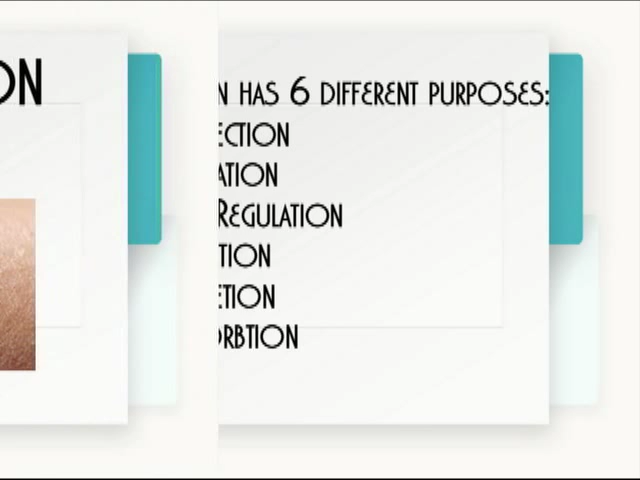 ON
N HAS 6 DIFFERENT PURPOSES:
ECTION
ATION
REGULATION
TION
ETION
ORBTION